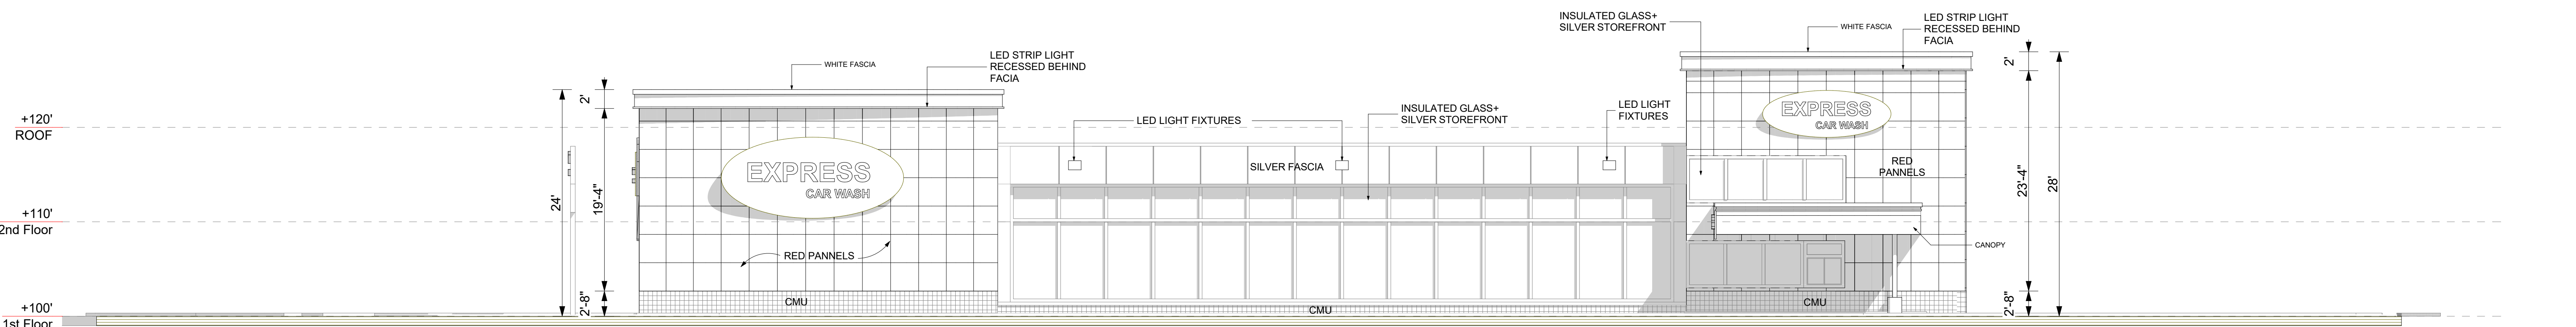 +120'
ROOF
+110'
2nd Floor
+100'
1st Floor
24'
2'
19'-4"
2'-8"
WHITE FASCIA
LED STRIP LIGHT
RECESSED BEHIND
FACIA
EXPRESS
CAR WASH
RED PANNELS
CMU
LED LIGHT FIXTURES
SILVER FASCIA
INSULATED GLASS+
SILVER STOREFRONT
LED LIGHT
FIXTURES
CMU
INSULATED GLASS+
SILVER STOREFRONT
WHITE FASCIA
LED STRIP LIGHT
RECESSED BEHIND
FACIA
EXPRESS
CAR WASH
RED
PANNELS
CANOPY
CMU
2'
23'-4"
28'
2'-8"